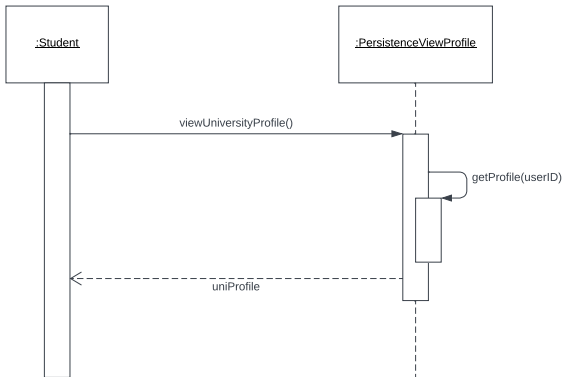 :Student
:PersistenceViewProfile
viewUniversityProfile()
getProfile(userID)
uniProfile